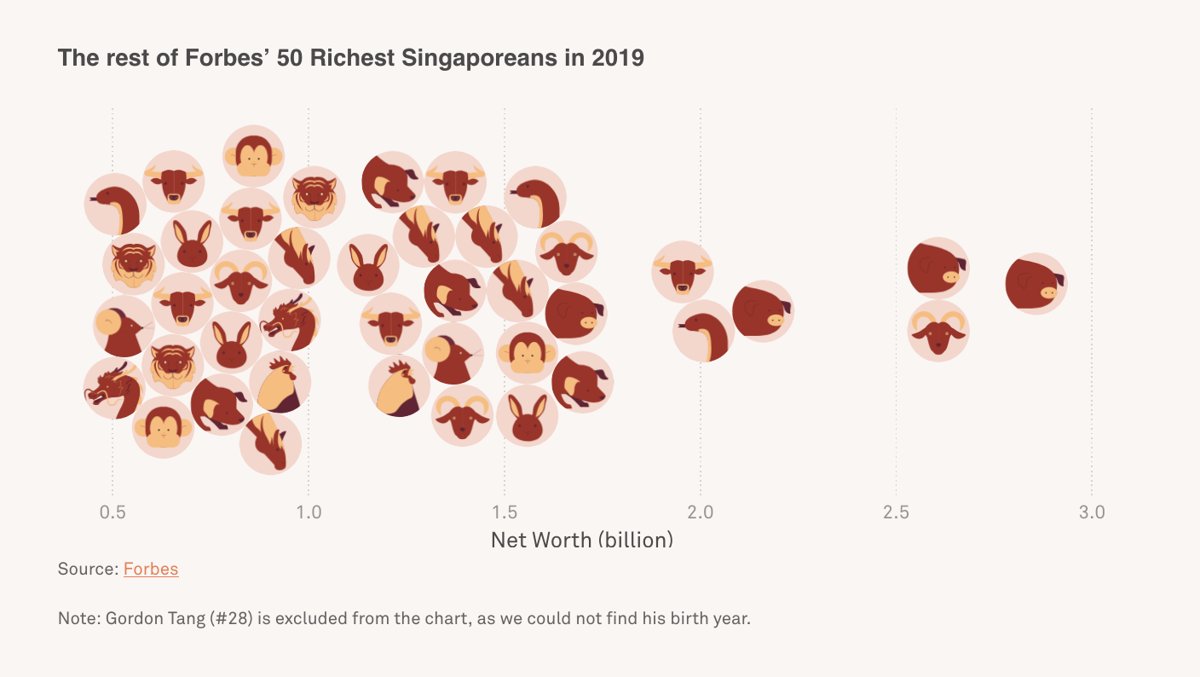 The rest of Forbes’ 50 Richest Singaporeans in 2019
0.5 1.0 1.5 2.0 2.5 3.0
Net Worth (billion)
Source: Forbes
Note: Gordon Tang (#28) is excluded from the chart, as we could not find his birth year.